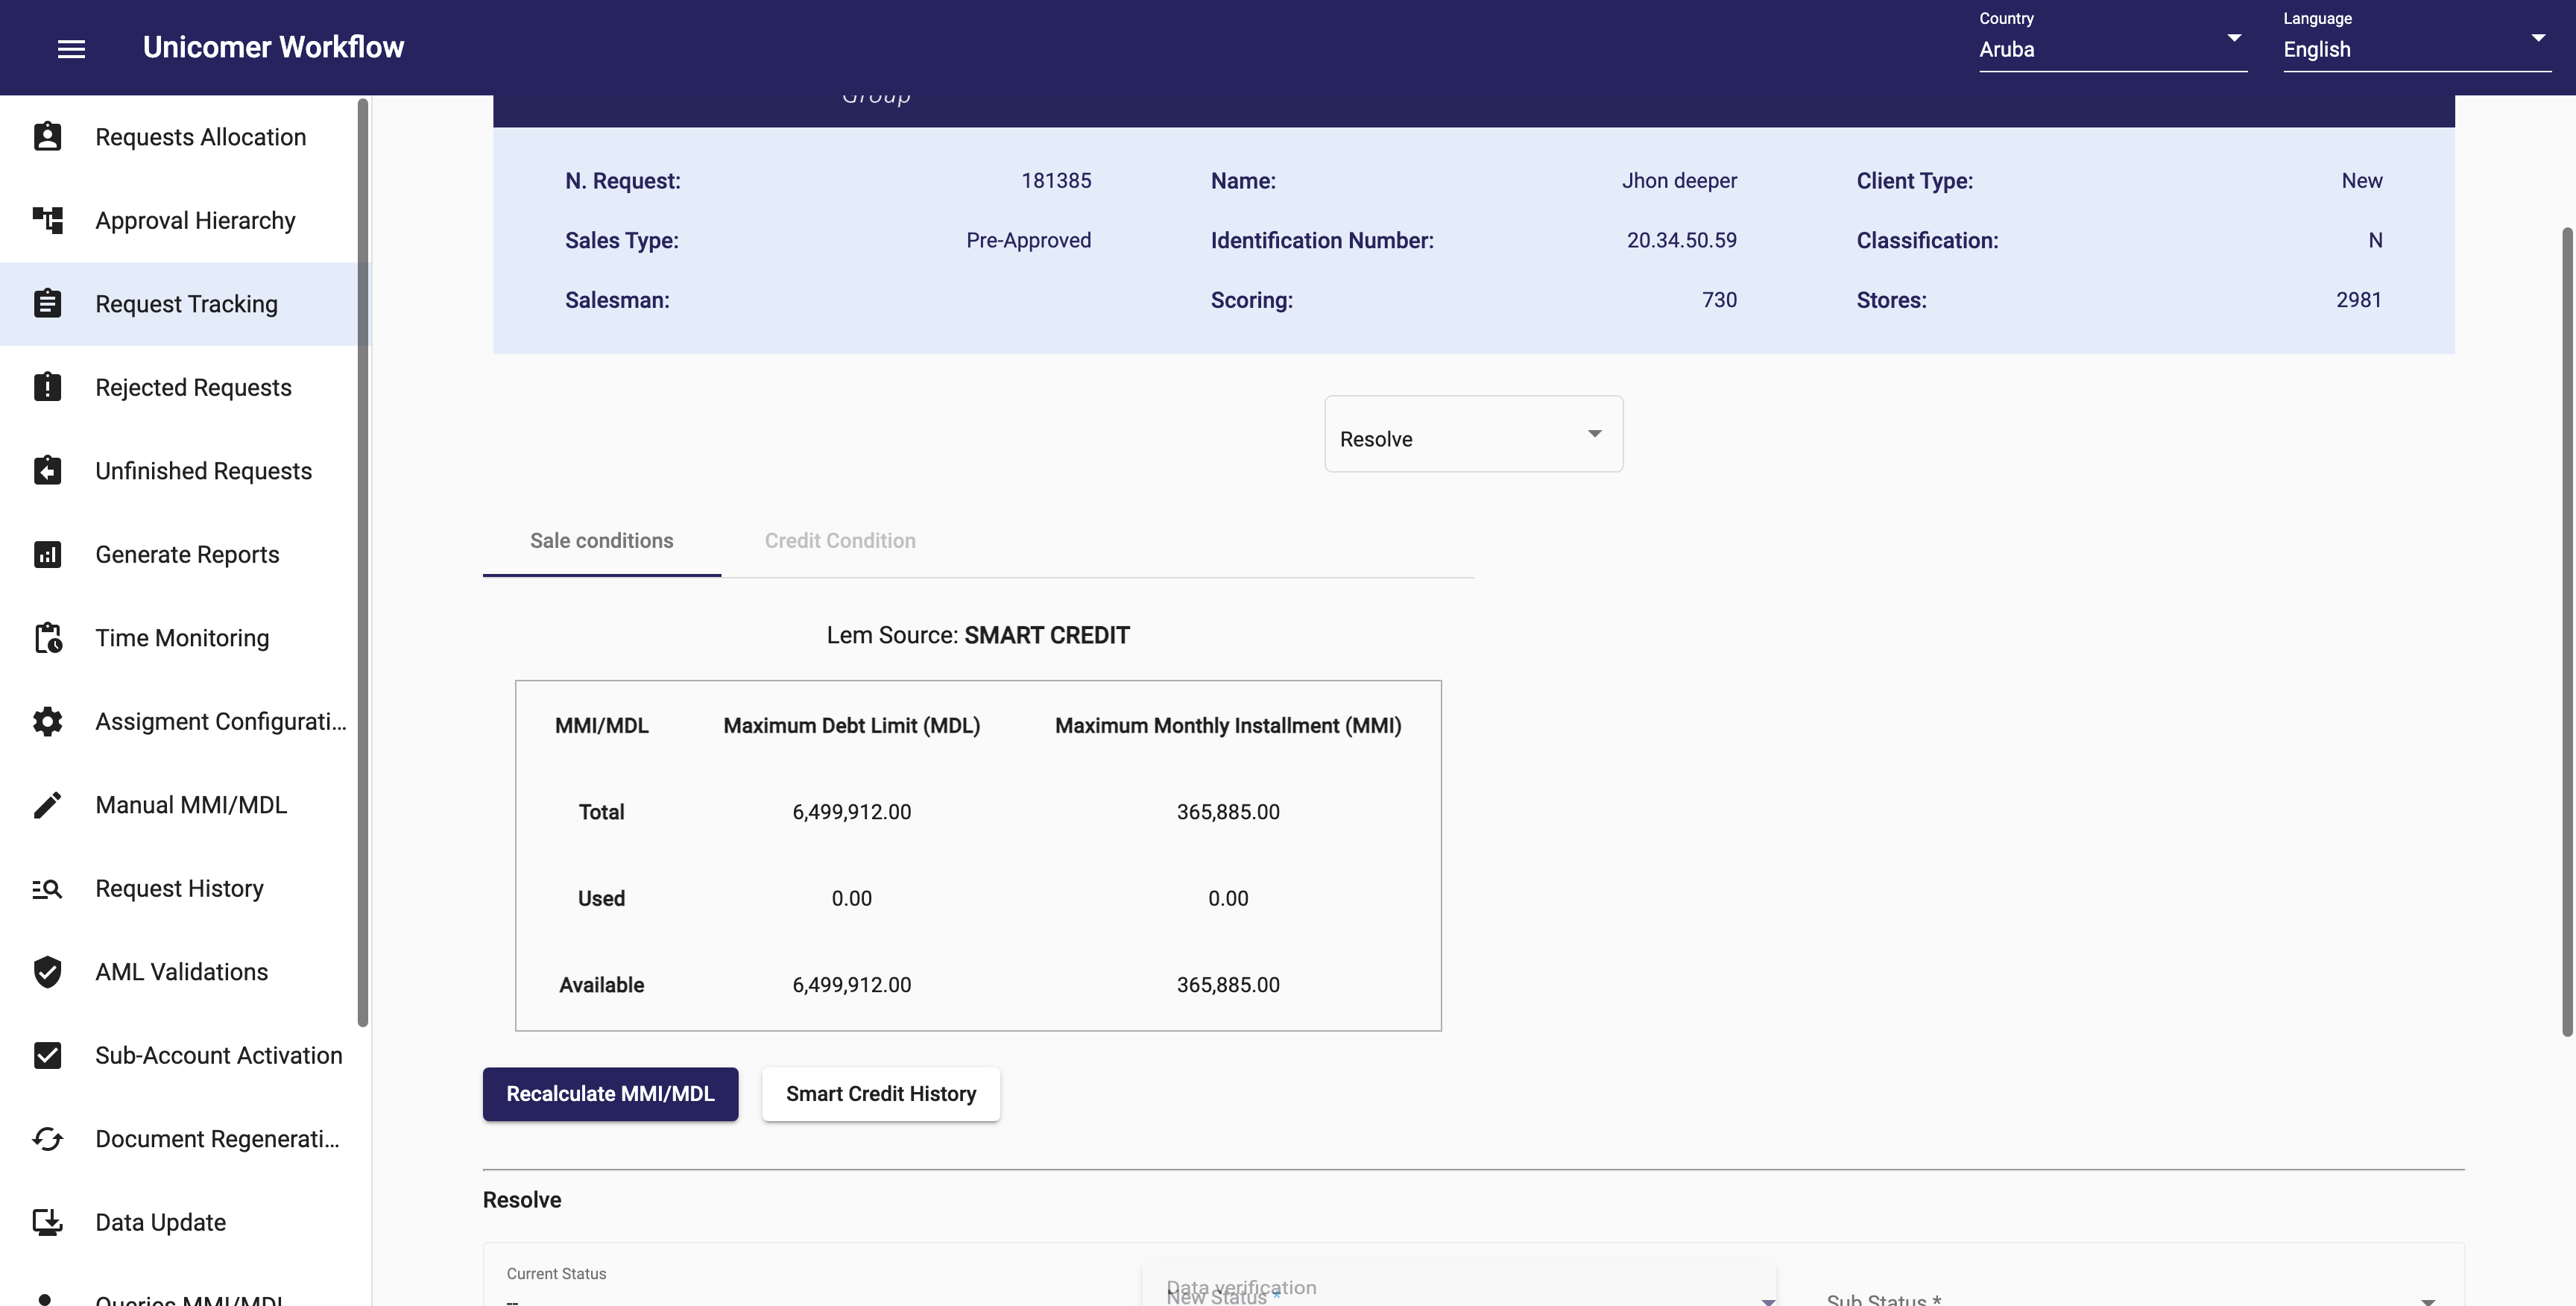 Unicomer Workflow
Country
Aruba
Language
English
Requests Allocation
Approval Hierarchy
Request Tracking
Rejected Requests
Unfinished Requests
Generate Reports
Time Monitoring
Assigment Configurati...
Manual MMI/MDL
Request History
AML Validations
Sub-Account Activation
Document Regenerati...
Data Update
Queries MMI/MDL
Group
N. Request: 181385 Name: Jhon deeper Client Type: New
Sales Type: Pre-Approved Identification Number: 20.34.50.59 Classification: N
Salesman: Scoring: 730 Stores: 2981
Resolve
Sale conditions Credit Condition
Lem Source: SMART CREDIT
MMI/MDL Maximum Debt Limit (MDL) Maximum Monthly Installment (MMI)
Total 6,499,912.00 365,885.00
Used 0.00 0.00
Available 6,499,912.00 365,885.00
Recalculate MMI/MDL Smart Credit History
Resolve
Current Status
--
Data verification
New Status *
Sub Status *